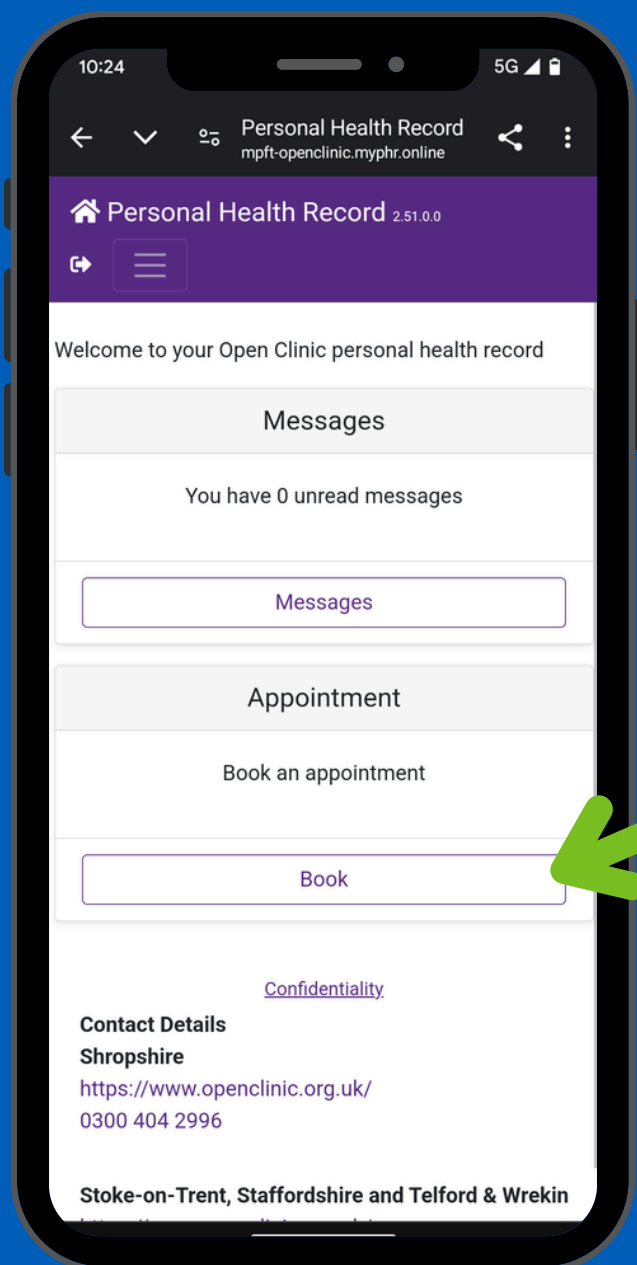 10:24
5G
Personal Health Record
mpft-openclinic.myphr.online
Personal Health Record 2.51.0.0
Welcome to your Open Clinic personal health record
Messages
You have 0 unread messages
Messages
Appointment
Book an appointment
Book
Confidentiality
Contact Details
Shropshire
https://www.openclinic.org.uk/
0300 404 2996
Stoke-on-Trent, Staffordshire and Telford & Wrekin